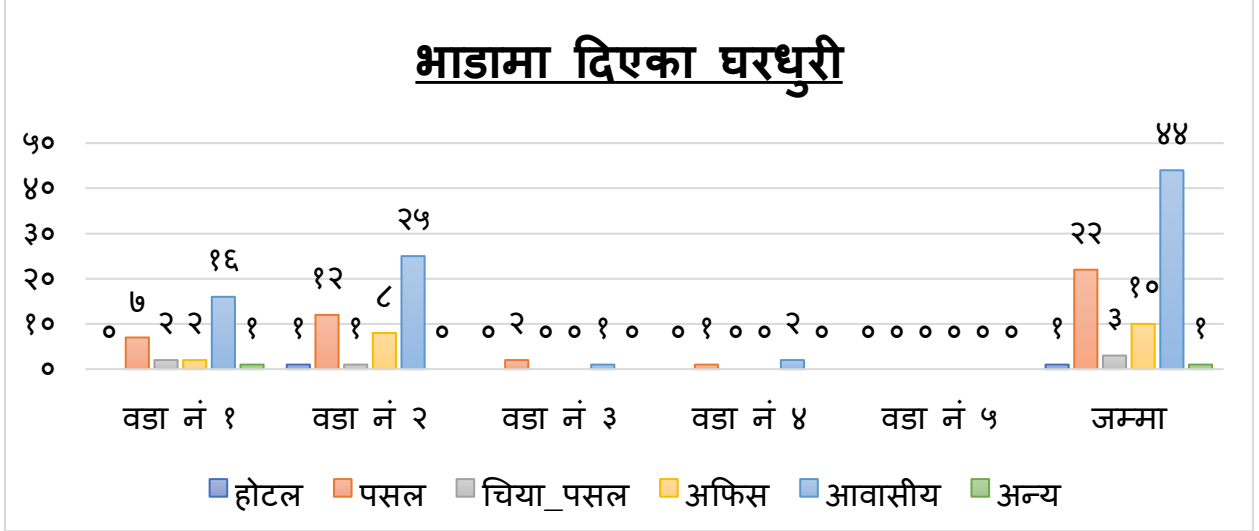 भाडामा दिएका घरधुरी
५०
४०
३०
२०
१०
०
० ७ २ २ १६ १
१ १२ १ ८ २५ ०
० २ ० ० १ ०
० १ ० ० २ ०
० ० ० ० ० ०
१ २२ ३ १० ४४ १
वडा नं १ वडा नं २ वडा नं ३ वडा नं ४ वडा नं ५ जम्मा
होटल पसल चिया_पसल अफिस आवासीय अन्य